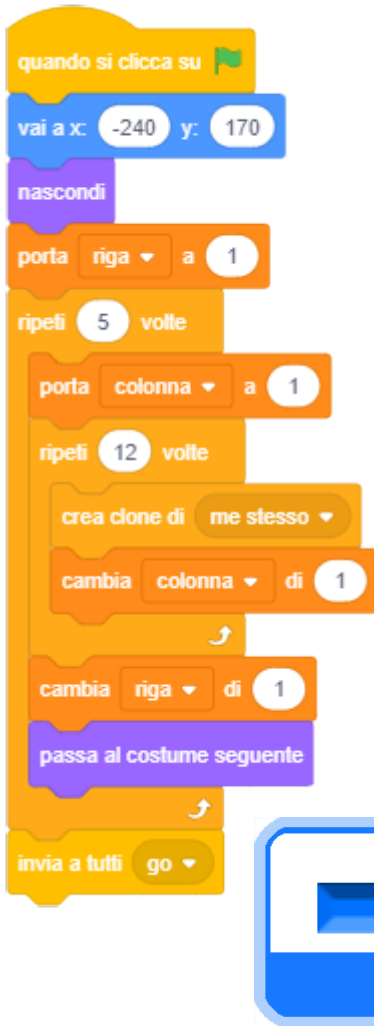 quando si clicca su
vai a x: -240 y: 170
nascondi
porta riga a 1
ripeti 5 volte
porta colonna a 1
ripeti 12 volte
crea clone di me stesso
cambia colonna di 1
cambia riga di 1
passa al costume seguente
invia a tutti go